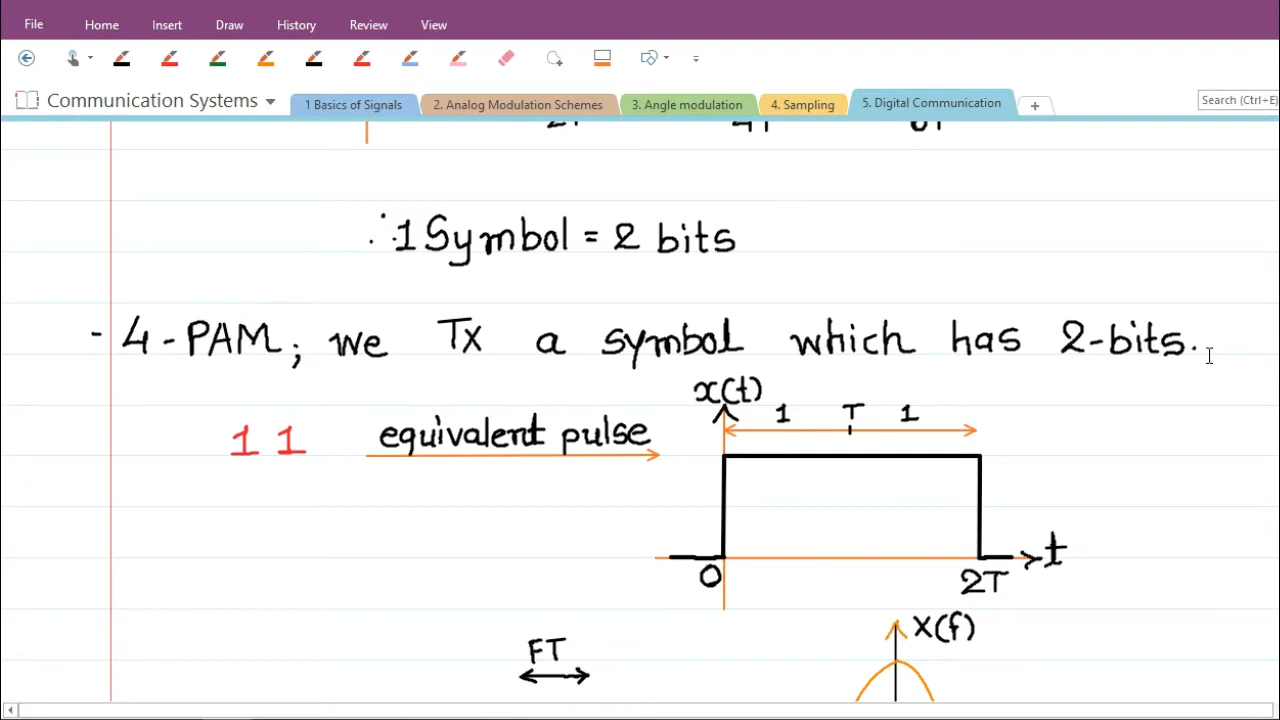 File Home Insert Draw History Review View
Communication Systems 1 Basics of Signals 2. Analog Modulation Schemes 3. Angle modulation 4. Sampling 5. Digital Communication + Search (Ctrl+E)
∴ 1 Symbol = 2 bits
- 4-PAM; we Tx a symbol which has 2-bits.
x(t)
1 T 1
1 1 equivalent pulse
t
0 2T
X(f)
FT